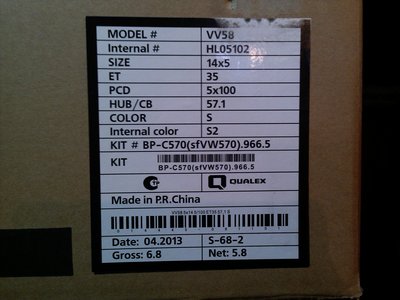 MODEL # VV58
Internal # HL05102
SIZE 14x5
ET 35
PCD 5x100
HUB/CB 57.1
COLOR S
Internal color S2
KIT # BP-C570(sfVW570).966.5
KIT
BP-C570(sfVW570).966.5
Q QUALEX
Made in P.R.China
Date: 04.2013 S-68-2
Gross: 6.8 Net: 5.8